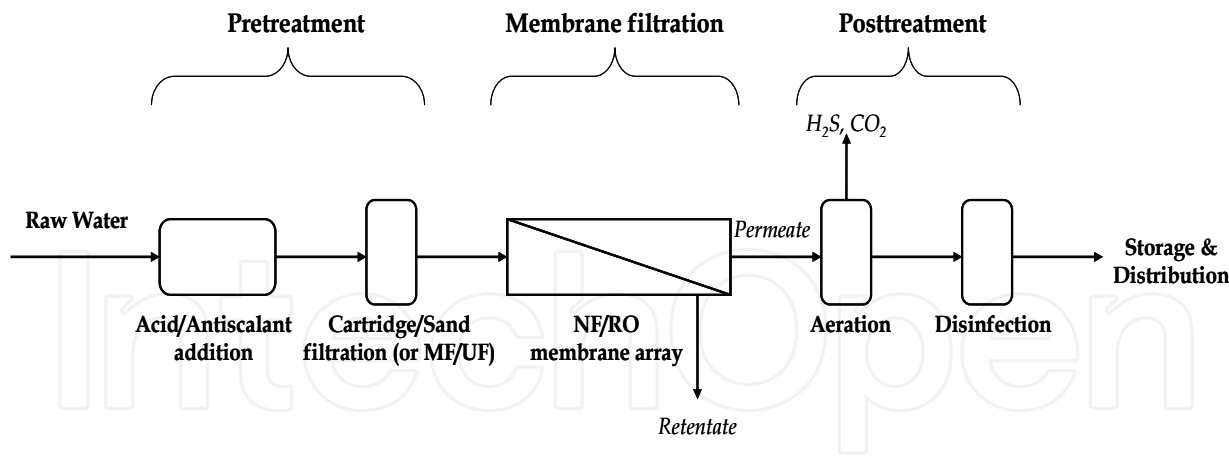 Pretreatment
Membrane filtration
Posttreatment
H₂S, CO₂
Raw Water
Permeate
Storage &
Distribution
Acid/Antiscalant
addition
Cartridge/Sand
filtration (or MF/UF)
NF/RO
membrane array
Aeration
Disinfection
Retentate
IntechOpen